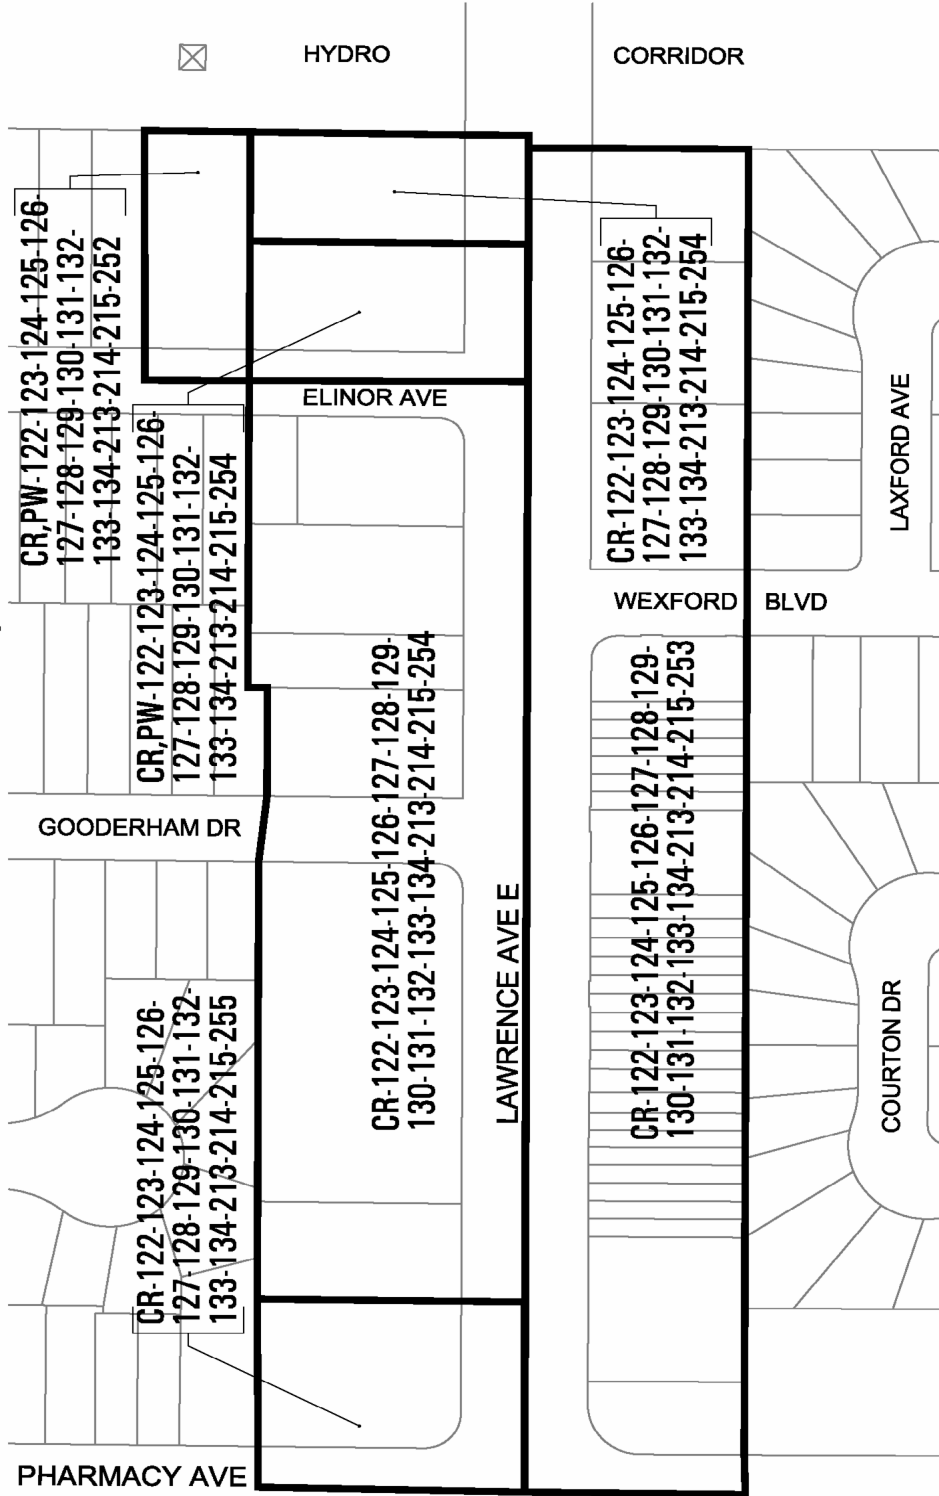 HYDRO CORRIDOR
CR,PW-122-123-124-125-126-
127-128-129-130-131-132-
133-134-213-214-215-252
CR-122-123-124-125-126-
127-128-129-130-131-132-
133-134-213-214-215-254
ELINOR AVE
LAXFORD AVE
CR,PW-122-123-124-125-126-
127-128-129-130-131-132-
133-134-213-214-215-254
WEXFORD BLVD
CR-122-123-124-125-126-127-128-129-
130-131-132-133-134-213-214-215-254
CR-122-123-124-125-126-127-128-129-
130-131-132-133-134-213-214-215-253
GOODERHAM DR
LAWRENCE AVE E
COURTON DR
CR-122-123-124-125-126-
127-128-129-130-131-132-
133-134-213-214-215-255
PHARMACY AVE